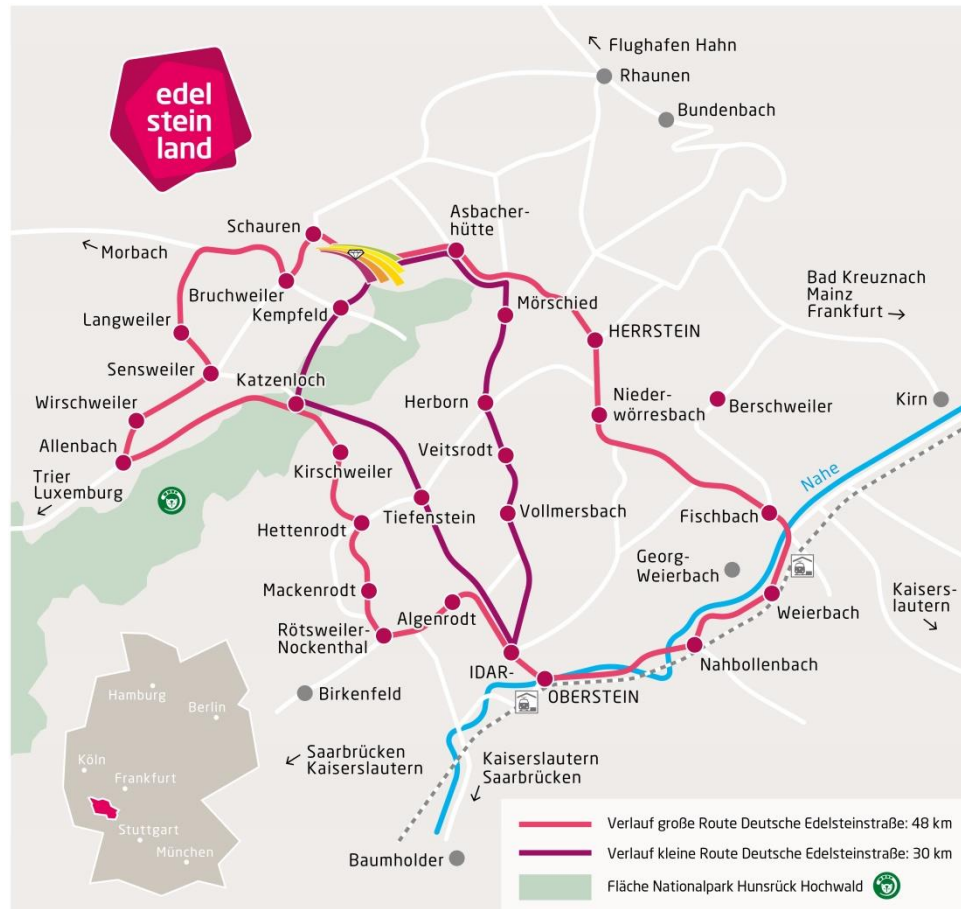 edel
stein
land
Flughafen Hahn
Rhaunen
Bundenbach
Schauren
Asbacher-
hütte
Morbach
Bruchweiler
Kempfeld
Bad Kreuznach
Mainz
Frankfurt
Langweiler
Mörschied
HERRSTEIN
Sensweiler
Katzenloch
Wirschweiler
Herborn
Nieder-
wörresbach
Berschweiler
Kirn
Allenbach
Veitsrodt
Trier
Luxemburg
Kirschweiler
Nahe
Tiefenstein
Vollmersbach
Fischbach
Hettenrodt
Georg-
Weierbach
Mackenrodt
Algenrodt
Weierbach
Kaisers-
lautern
Rötsweiler-
Nockenthal
IDAR-
OBERSTEIN
Nahbollenbach
Birkenfeld
Saarbrücken
Kaiserslautern
Kaiserslautern
Saarbrücken
Baumholder
Hamburg
Berlin
Köln
Frankfurt
Stuttgart
München
Verlauf große Route Deutsche Edelsteinstraße: 48 km
Verlauf kleine Route Deutsche Edelsteinstraße: 30 km
Fläche Nationalpark Hunsrück Hochwald